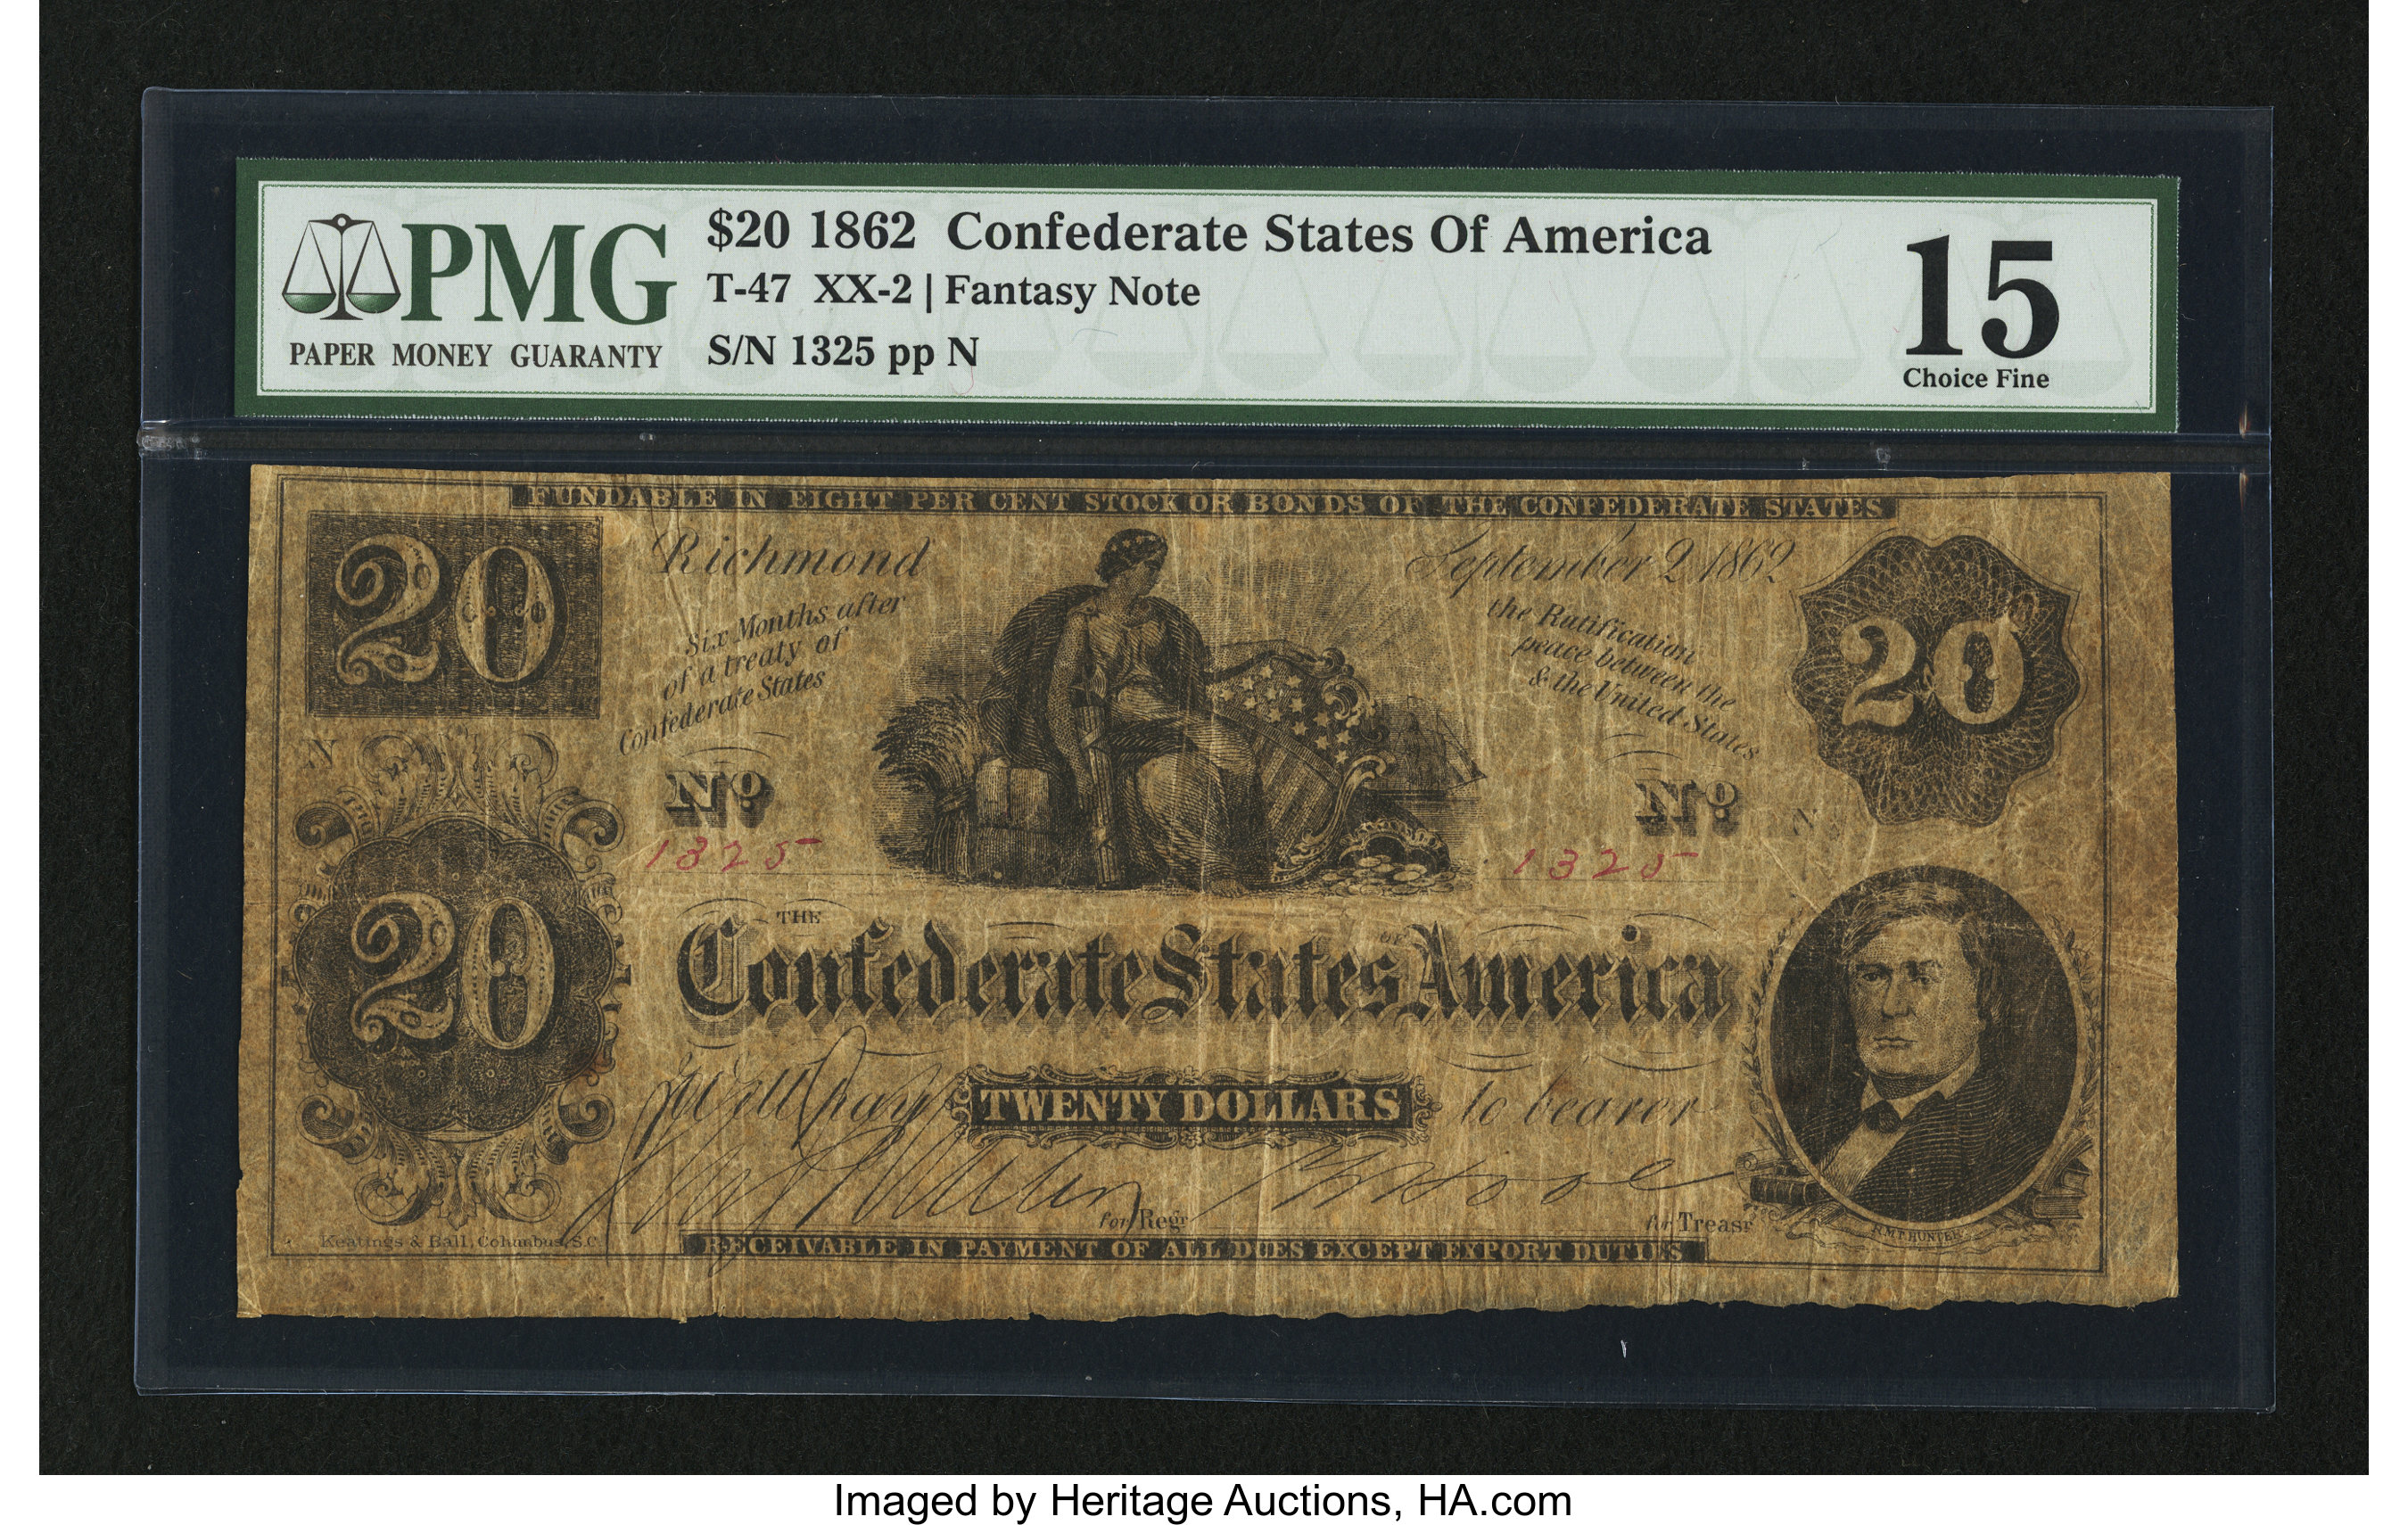 PMG
PAPER MONEY GUARANTY
$20 1862 Confederate States Of America
T-47 XX-2 | Fantasy Note
S/N 1325 pp N
15
Choice Fine
FUNDABLE IN EIGHT PER CENT STOCK OR BONDS OF THE CONFEDERATE STATES
20
Richmond
September 2 1862
20
Six Months after
of a treaty of
Confederate States
the Ratification
peace between the
& the United States
N
No
1325
No
1325
N
20
THE
Confederate States OF America
Will pay TWENTY DOLLARS to bearer
for Regr
for Treasr
R.M.T. HUNTER
Keatings & Ball, Columbus, S.C.
RECEIVABLE IN PAYMENT OF ALL DUES EXCEPT EXPORT DUTIES
Imaged by Heritage Auctions, HA.com